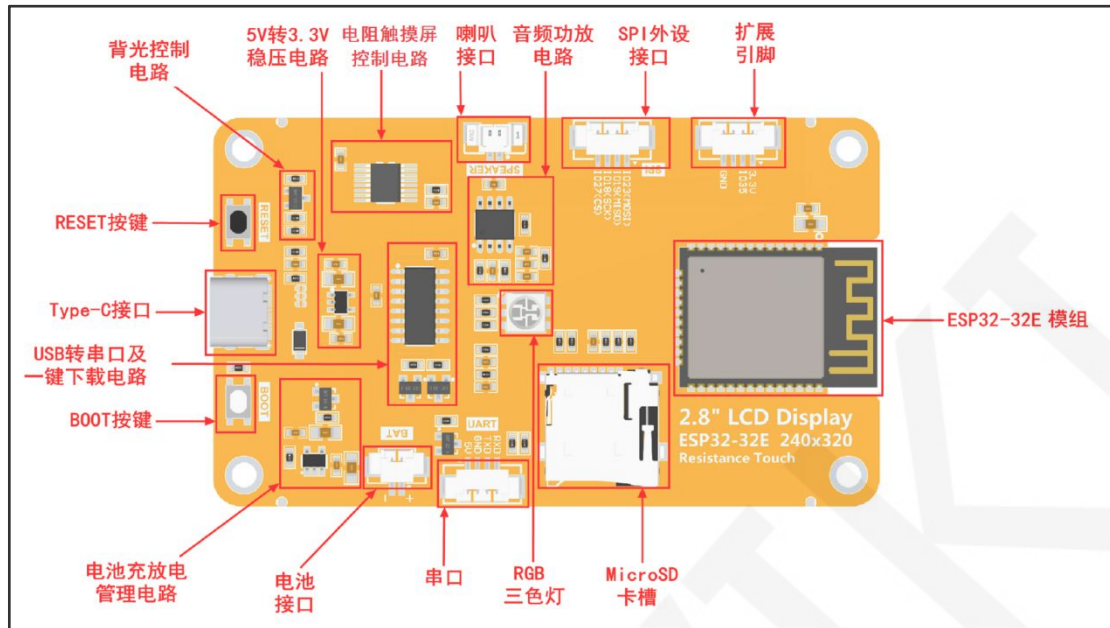 背光控制
电路
5V转3.3V
稳压电路
电阻触摸屏
控制电路
喇叭
接口
音频功放
电路
SPI外设
接口
扩展
引脚
RESET按键
RESET
SPEAKER
SPI
IO27(CS)
IO18(SCK)
IO19(MISO)
IO23(MOSI)
GND
IO35
3.3V
Type-C接口
ESP32-32E 模组
USB转串口及
一键下载电路
BOOT按键
BOOT
BAT
- +
UART
5V
GND
TXD
RXD
2.8" LCD Display
ESP32-32E 240x320
Resistance Touch
电池充放电
管理电路
电池
接口
串口
RGB
三色灯
MicroSD
卡槽